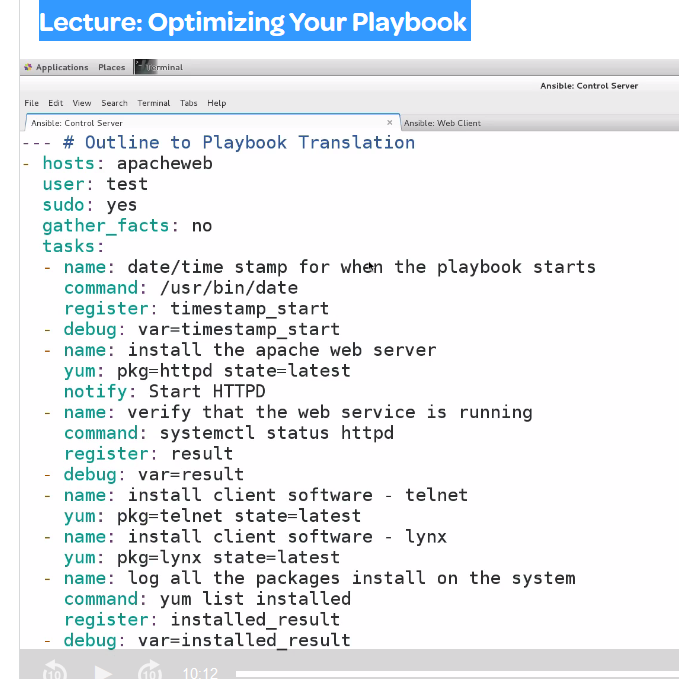 Lecture: Optimizing Your Playbook
Applications Places Terminal
Ansible: Control Server
File Edit View Search Terminal Tabs Help
Ansible: Control Server × Ansible: Web Client
--- # Outline to Playbook Translation
- hosts: apacheweb
  user: test
  sudo: yes
  gather_facts: no
  tasks:
  - name: date/time stamp for when the playbook starts
    command: /usr/bin/date
    register: timestamp_start
  - debug: var=timestamp_start
  - name: install the apache web server
    yum: pkg=httpd state=latest
    notify: Start HTTPD
  - name: verify that the web service is running
    command: systemctl status httpd
    register: result
  - debug: var=result
  - name: install client software - telnet
    yum: pkg=telnet state=latest
  - name: install client software - lynx
    yum: pkg=lynx state=latest
  - name: log all the packages install on the system
    command: yum list installed
    register: installed_result
  - debug: var=installed_result
10 10 10:12